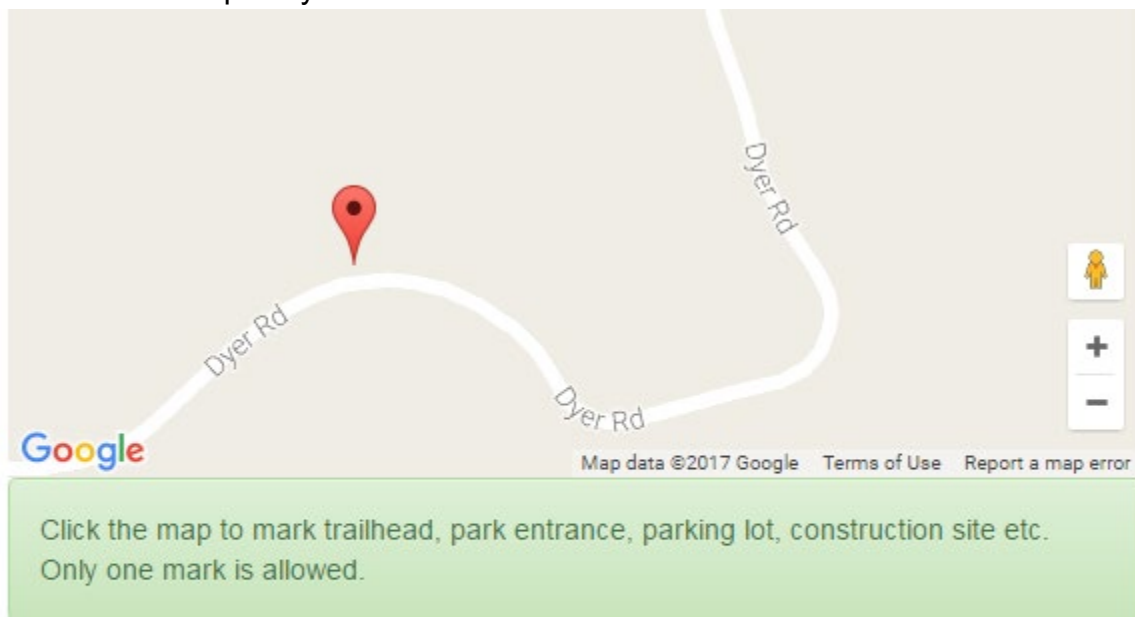 Dyer Rd
Dyer Rd
Dyer Rd
+
−
Google
Map data ©2017 Google Terms of Use Report a map error
Click the map to mark trailhead, park entrance, parking lot, construction site etc.
Only one mark is allowed.